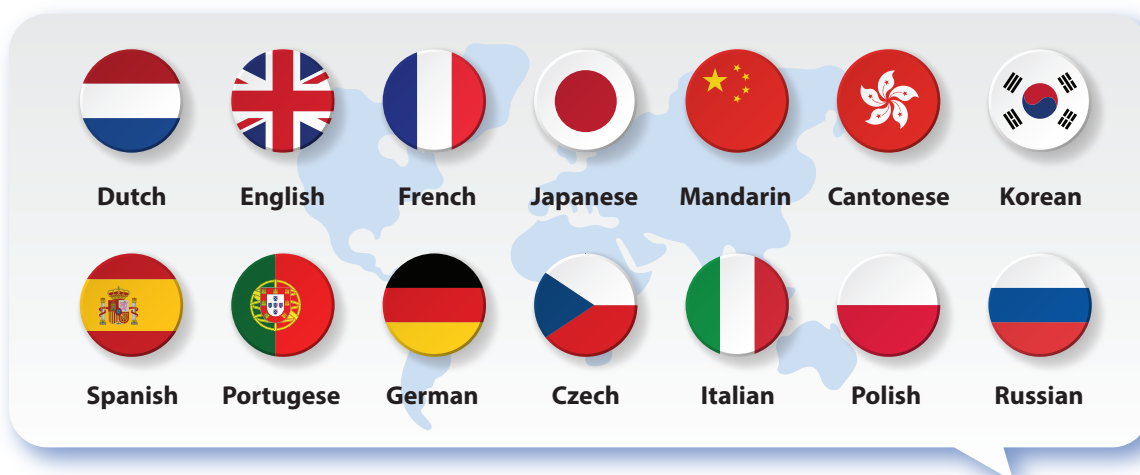 Dutch English French Japanese Mandarin Cantonese Korean
Spanish Portugese German Czech Italian Polish Russian